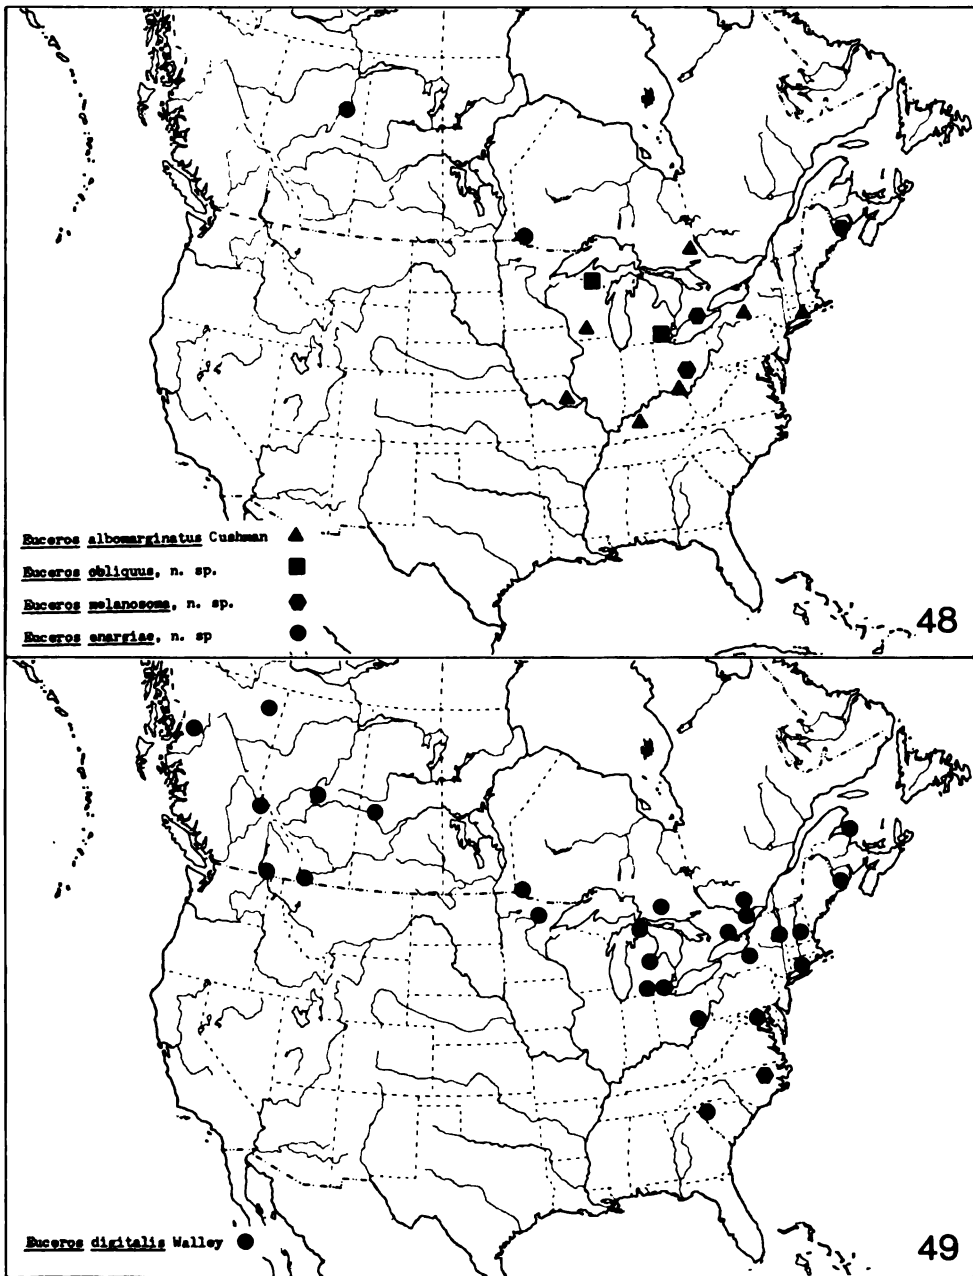 Euceros albomarginatus Cushman
Euceros obliquus, n. sp.
Euceros melanosoma, n. sp.
Euceros enargiae, n. sp
48
Euceros digitalis Walley
49